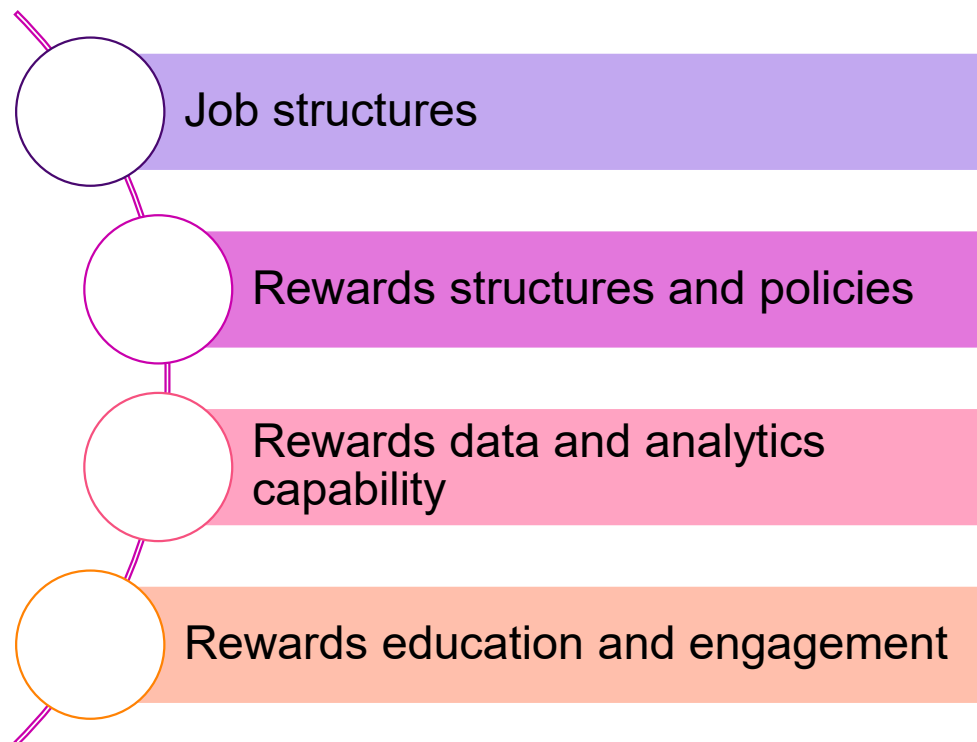 Job structures
Rewards structures and policies
Rewards data and analytics
capability
Rewards education and engagement